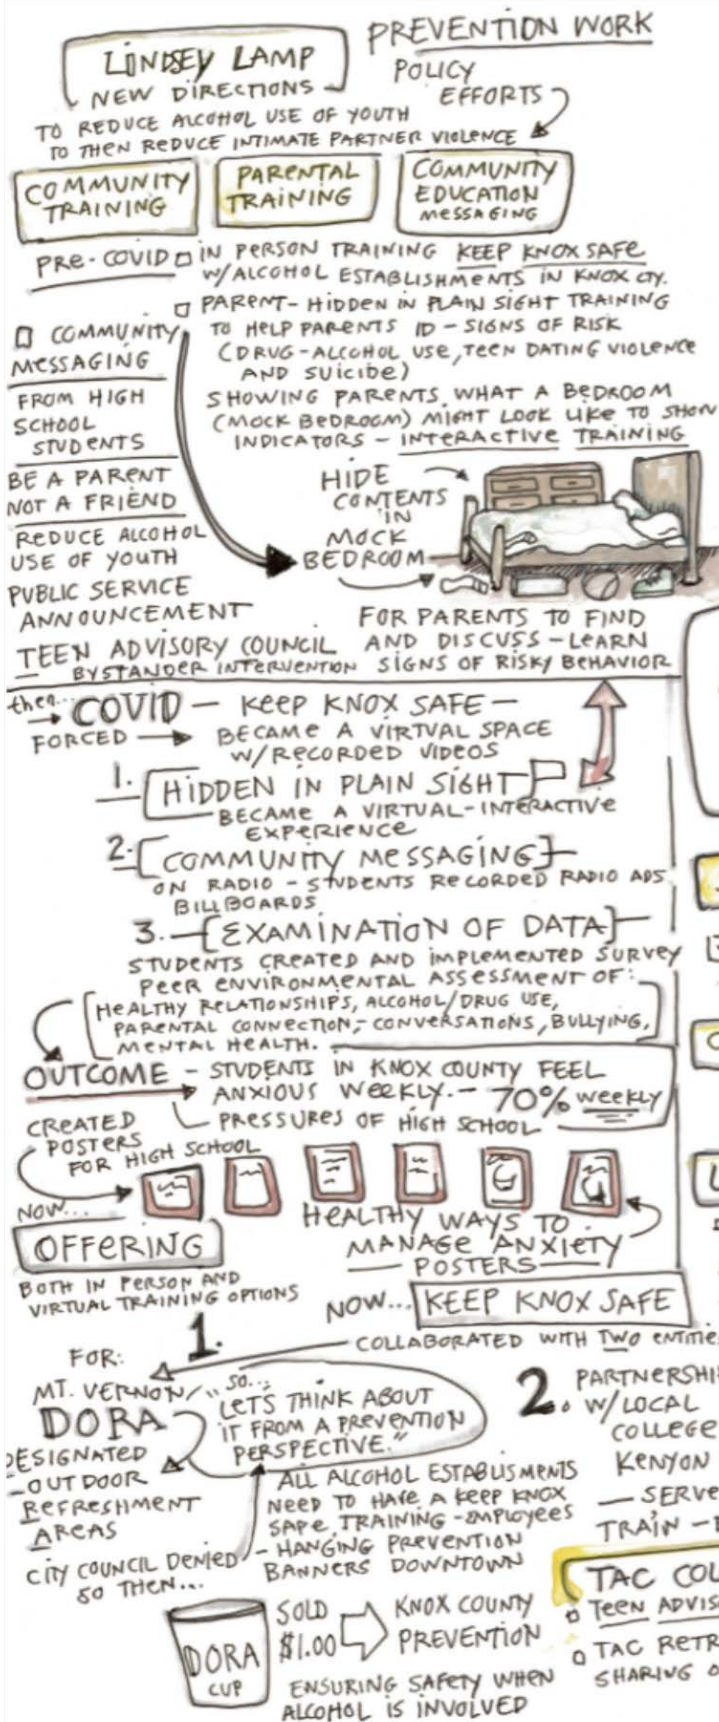 LINDSEY LAMP
NEW DIRECTIONS
PREVENTION WORK
POLICY
EFFORTS
TO REDUCE ALCOHOL USE OF YOUTH
TO THEN REDUCE INTIMATE PARTNER VIOLENCE
COMMUNITY
TRAINING
PARENTAL
TRAINING
COMMUNITY
EDUCATION
MESSAGING
PRE-COVID □ IN PERSON TRAINING KEEP KNOX SAFE
W/ALCOHOL ESTABLISHMENTS IN KNOX CTY.
□ PARENT-HIDDEN IN PLAIN SIGHT TRAINING
TO HELP PARENTS ID-SIGNS OF RISK
(DRUG-ALCOHOL USE, TEEN DATING VIOLENCE
AND SUICIDE)
SHOWING PARENTS WHAT A BEDROOM
(MOCK BEDROOM) MIGHT LOOK LIKE TO SHOW
INDICATORS - INTERACTIVE TRAINING
□ COMMUNITY
MESSAGING
FROM HIGH
SCHOOL
STUDENTS
BE A PARENT
NOT A FRIEND
REDUCE ALCOHOL
USE OF YOUTH
PUBLIC SERVICE
ANNOUNCEMENT
TEEN ADVISORY COUNCIL
- BYSTANDER INTERVENTION
HIDE
CONTENTS
IN
MOCK
BEDROOM
FOR PARENTS TO FIND
AND DISCUSS - LEARN
SIGNS OF RISKY BEHAVIOR
then...
COVID - KEEP KNOX SAFE -
FORCED → BECAME A VIRTUAL SPACE
W/RECORDED VIDEOS
1. HIDDEN IN PLAIN SIGHT
BECAME A VIRTUAL-INTERACTIVE
EXPERIENCE
2. COMMUNITY MESSAGING
ON RADIO - STUDENTS RECORDED RADIO ADS
BILLBOARDS
3. EXAMINATION OF DATA
STUDENTS CREATED AND IMPLEMENTED SURVEY
PEER ENVIRONMENTAL ASSESSMENT OF:
HEALTHY RELATIONSHIPS, ALCOHOL/DRUG USE,
PARENTAL CONNECTION,-CONVERSATIONS, BULLYING,
MENTAL HEALTH.
OUTCOME - STUDENTS IN KNOX COUNTY FEEL
ANXIOUS WEEKLY. - 70% WEEKLY
PRESSURES OF HIGH SCHOOL
CREATED
POSTERS
FOR HIGH SCHOOL
HEALTHY WAYS TO
MANAGE ANXIETY
POSTERS
NOW...
OFFERING
BOTH IN PERSON AND
VIRTUAL TRAINING OPTIONS
NOW... KEEP KNOX SAFE
COLLABORATED WITH TWO ENTITIE
1.
FOR:
MT. VERNON
DORA
DESIGNATED
OUTDOOR
REFRESHMENT
AREAS
"SO...
LETS THINK ABOUT
IT FROM A PREVENTION
PERSPECTIVE."
CITY COUNCIL DENIED
SO THEN...
ALL ALCOHOL ESTABLISMENTS
NEED TO HAVE A KEEP KNOX
SAFE TRAINING - EMPLOYEES
- HANGING PREVENTION
BANNERS DOWNTOWN
DORA
CUP
SOLD
$1.00
KNOX COUNTY
PREVENTION
ENSURING SAFETY WHEN
ALCOHOL IS INVOLVED
2. PARTNERSHI
W/LOCAL
COLLEGE
KENYON
- SERVE
TRAIN -
TAC COL
□ TEEN ADVIS
□ TAC RETR
SHARING